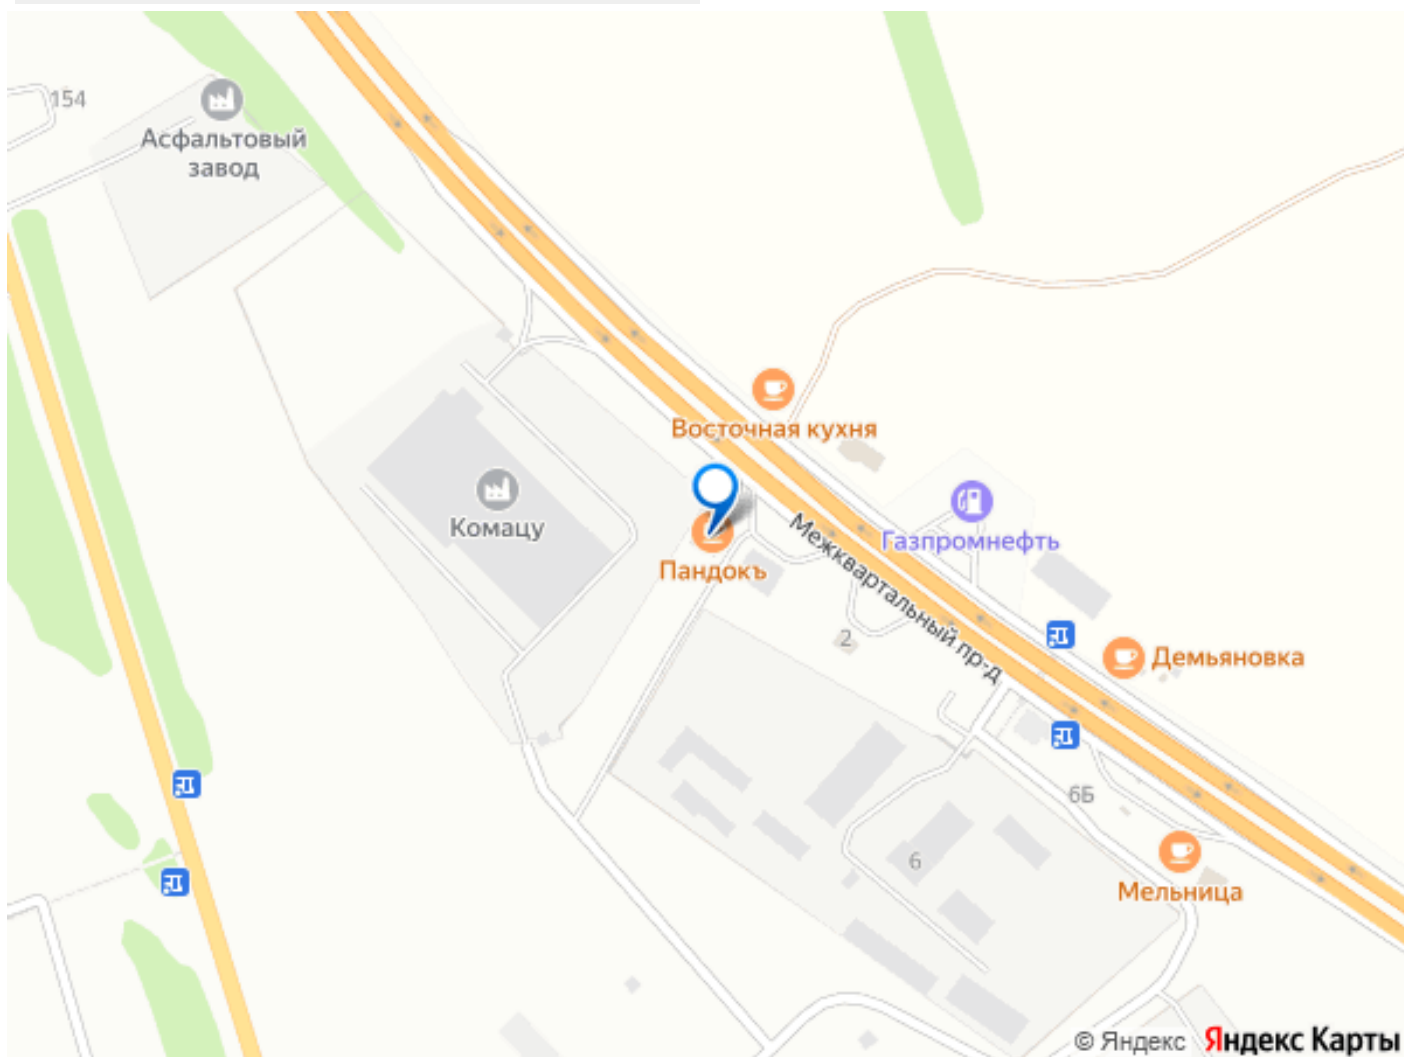 154
Асфальтовый
завод
Восточная кухня
Комацу
Газпромнефть
Межквартальный пр-д
Пандокъ
2
Демьяновка
6Б
6
Мельница
© Яндекс Яндекс Карты